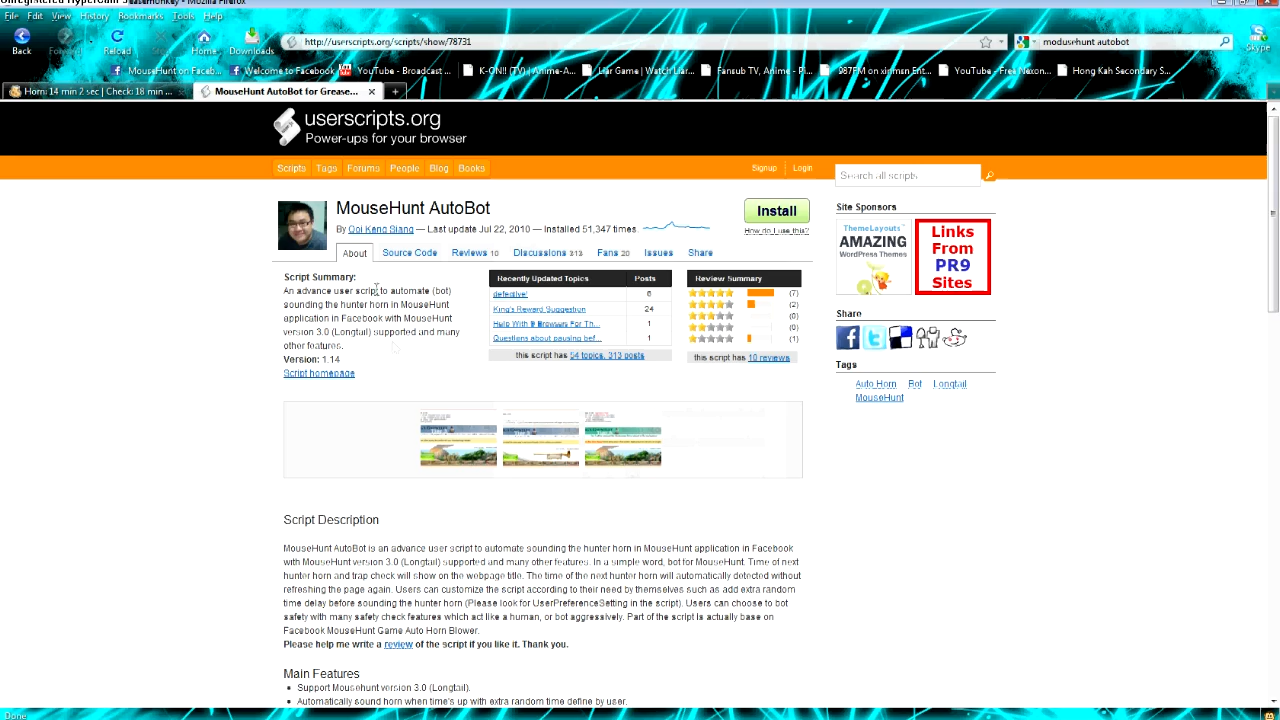 File Edit View History Bookmarks Tools Help
Back Reload Home Downloads http://userscripts.org/scripts/show/78731 modusehunt autobot Skype
MouseHunt on Faceb... Welcome to Facebook YouTube - Broadcast ... K-ON!! (TV) | Anime-A... Liar Game | Watch Liar... Fansub TV, Anime - Pl... 987FM on xinmsn Ent... YouTube - Free Nexon... Hong Kah Secondary S...
Horn: 14 min 2 sec | Check: 18 min ... MouseHunt AutoBot for Grease...
userscripts.org
Power-ups for your browser
Scripts Tags Forums People Blog Books Signup Login Search all scripts
MouseHunt AutoBot
Install
By Ooi Keng Siang — Last update Jul 22, 2010 — Installed 51,347 times.
How do I use this?
About Source Code Reviews 10 Discussions 313 Fans 20 Issues Share
Script Summary:
An advance user script to automate (bot)
sounding the hunter horn in MouseHunt
application in Facebook with MouseHunt
version 3.0 (Longtail) supported and many
other features.
Version: 1.14
Script homepage
Recently Updated Topics Posts
defective! 6
King's Reward Suggestion 24
1
Questions about pausing bef... 1
this script has 54 topics, 313 posts
Review Summary
(7)
(2)
(0)
(0)
(1)
this script has 10 reviews
Site Sponsors
ThemeLayouts
AMAZING
WordPress Themes
Links
From
PR9
Sites
Share
Tags
Auto Horn Bot Longtail
MouseHunt
Script Description
MouseHunt AutoBot is an advance user script to automate sounding the hunter horn in MouseHunt application in Facebook
with MouseHunt version 3.0 (Longtail) supported and many other features. In a simple word, bot for MouseHunt. Time of next
hunter horn and trap check will show on the webpage title. The time of the next hunter horn will automatically detected without
refreshing the page again. Users can customize the script according to their need by themselves such as add extra random
time delay before sounding the hunter horn (Please look for UserPreferenceSetting in the script). Users can choose to bot
safety with many safety check features which act like a human, or bot aggressively. Part of the script is actually base on
Facebook MouseHunt Game Auto Horn Blower.
Please help me write a review of the script if you like it. Thank you.
Main Features
Support Mousehunt version 3.0 (Longtail).
Automatically sound horn when time's up with extra random time define by user.
Done